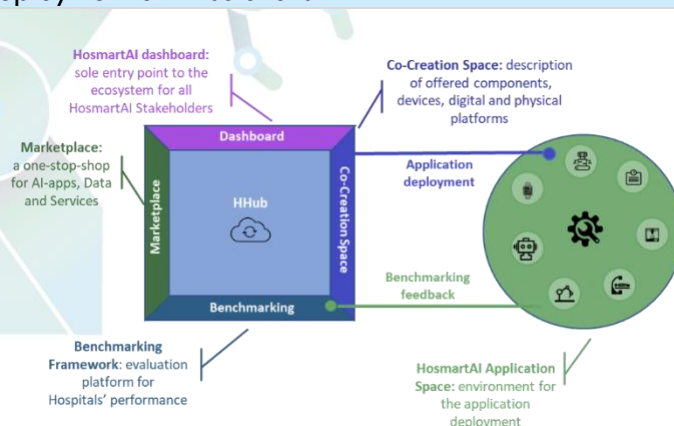 HosmartAI dashboard:
sole entry point to the
ecosystem for all
HosmartAI Stakeholders
Co-Creation Space: description
of offered components,
devices, digital and physical
platforms
Marketplace:
a one-stop-shop
for AI-apps, Data
and Services
Dashboard
Marketplace
HHub
Co-Creation Space
Benchmarking
Application
deployment
Benchmarking
feedback
Benchmarking
Framework: evaluation
platform for
Hospitals' performance
HosmartAI Application
Space: environment for
the application
deployment